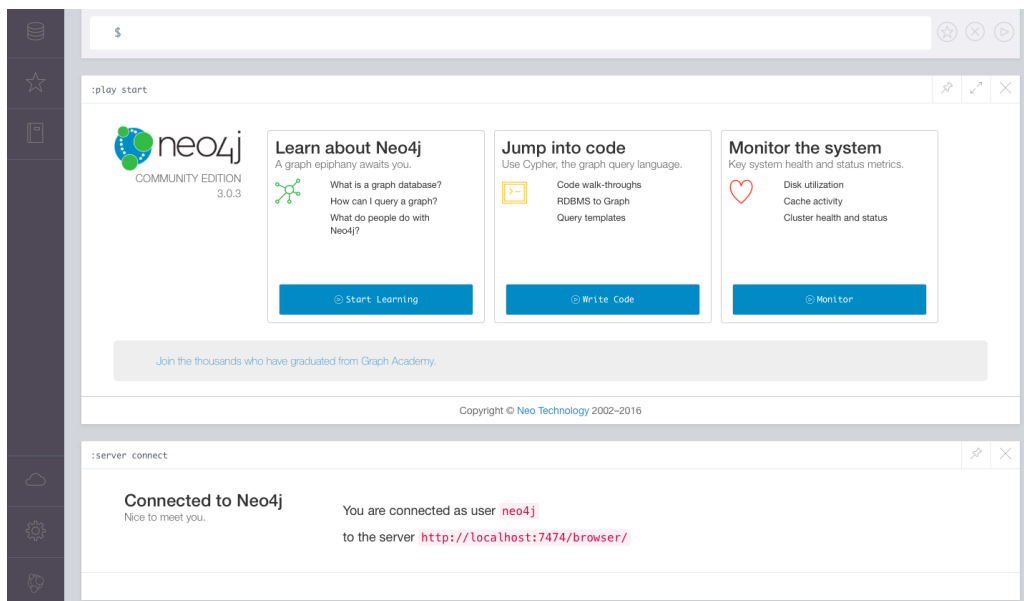 $
:play start
neo4j
COMMUNITY EDITION
3.0.3
Learn about Neo4j
A graph epiphany awaits you.
What is a graph database?
How can I query a graph?
What do people do with
Neo4j?
Start Learning
Jump into code
Use Cypher, the graph query language.
Code walk-throughs
RDBMS to Graph
Query templates
Write Code
Monitor the system
Key system health and status metrics.
Disk utilization
Cache activity
Cluster health and status
Monitor
Join the thousands who have graduated from Graph Academy.
Copyright © Neo Technology 2002–2016
:server connect
Connected to Neo4j
Nice to meet you.
You are connected as user neo4j
to the server http://localhost:7474/browser/